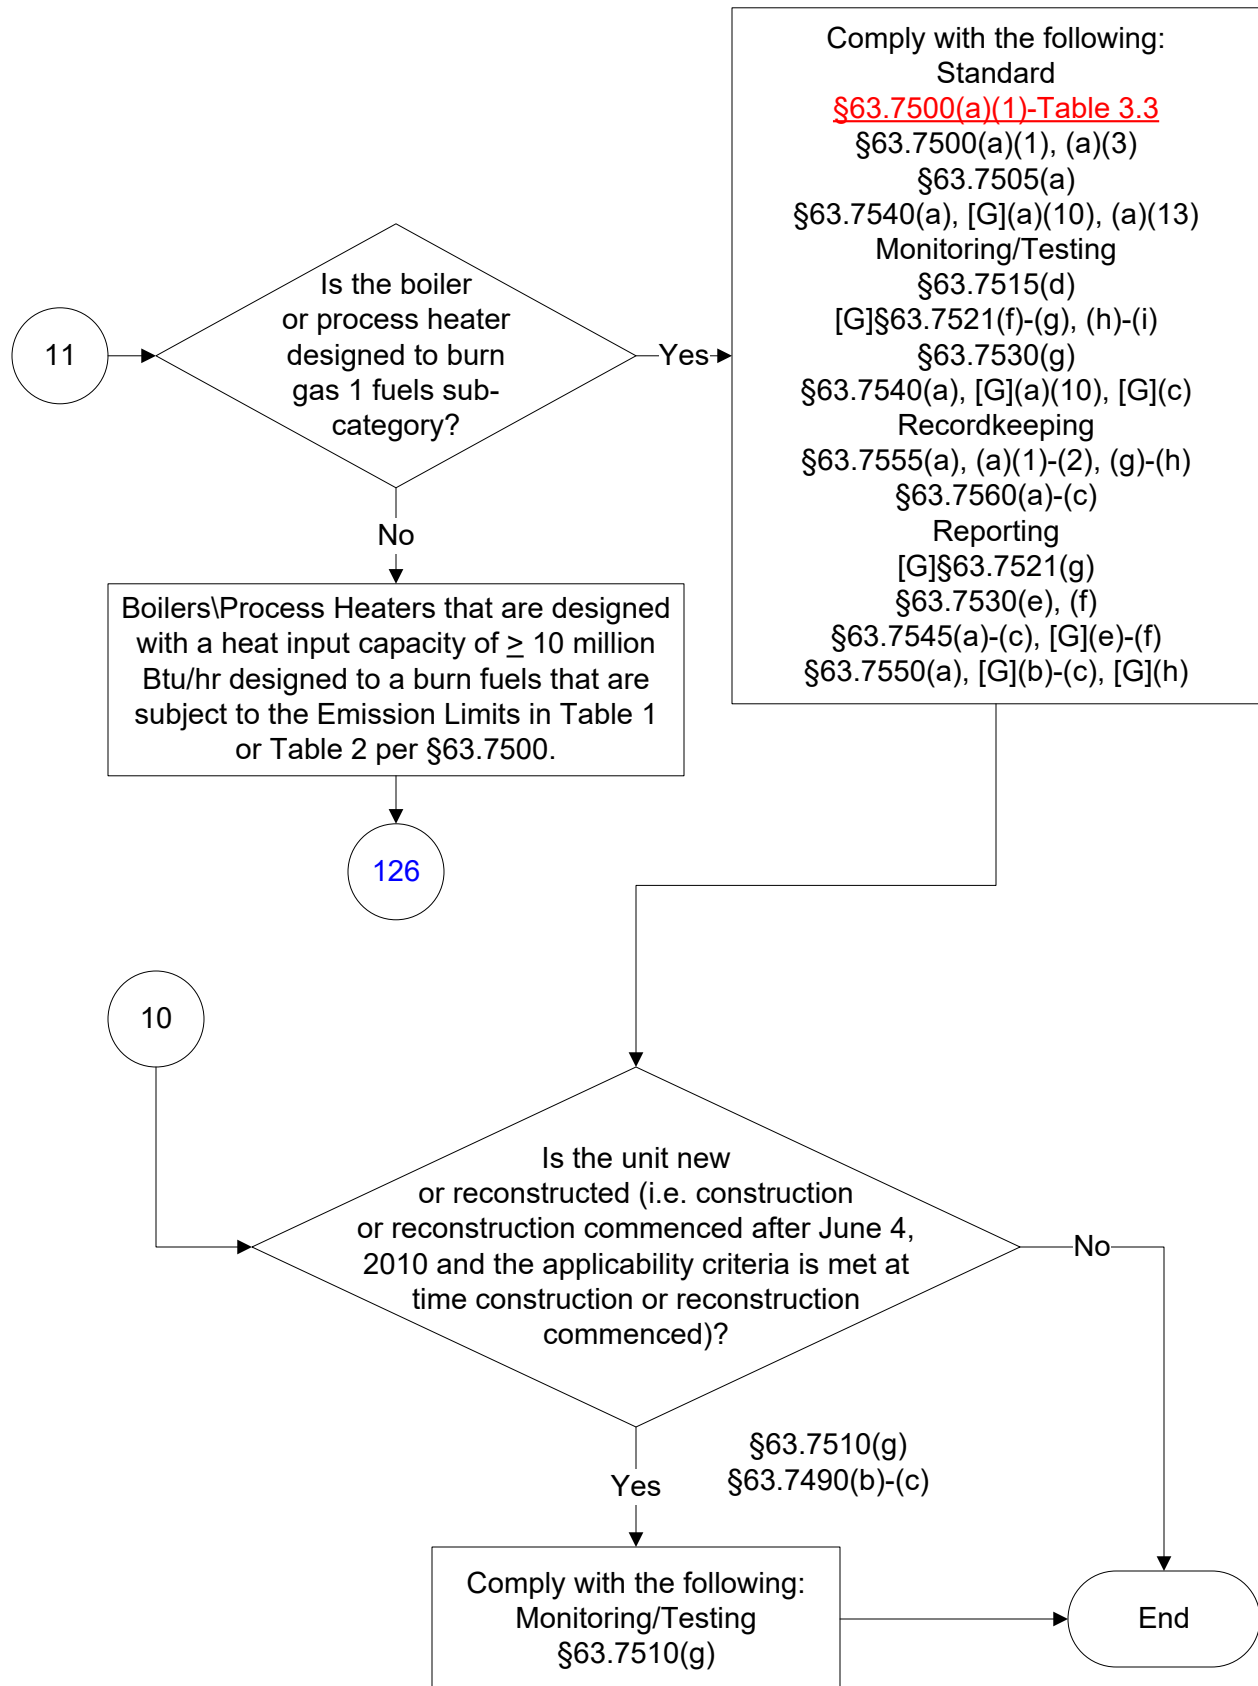 Comply with the following:
Standard
§63.7500(a)(1)-Table 3.3
§63.7500(a)(1), (a)(3)
§63.7505(a)
§63.7540(a), [G](a)(10), (a)(13)
Monitoring/Testing
§63.7515(d)
[G]§63.7521(f)-(g), (h)-(i)
§63.7530(g)
§63.7540(a), [G](a)(10), [G](c)
Recordkeeping
§63.7555(a), (a)(1)-(2), (g)-(h)
§63.7560(a)-(c)
Reporting
[G]§63.7521(g)
§63.7530(e), (f)
§63.7545(a)-(c), [G](e)-(f)
§63.7550(a), [G](b)-(c), [G](h)
11
Is the boiler
or process heater
designed to burn
gas 1 fuels sub-
category?
Yes
No
Boilers\Process Heaters that are designed
with a heat input capacity of ≥ 10 million
Btu/hr designed to a burn fuels that are
subject to the Emission Limits in Table 1
or Table 2 per §63.7500.
126
10
Is the unit new
or reconstructed (i.e. construction
or reconstruction commenced after June 4,
2010 and the applicability criteria is met at
time construction or reconstruction
commenced)?
No
Yes
§63.7510(g)
§63.7490(b)-(c)
Comply with the following:
Monitoring/Testing
§63.7510(g)
End